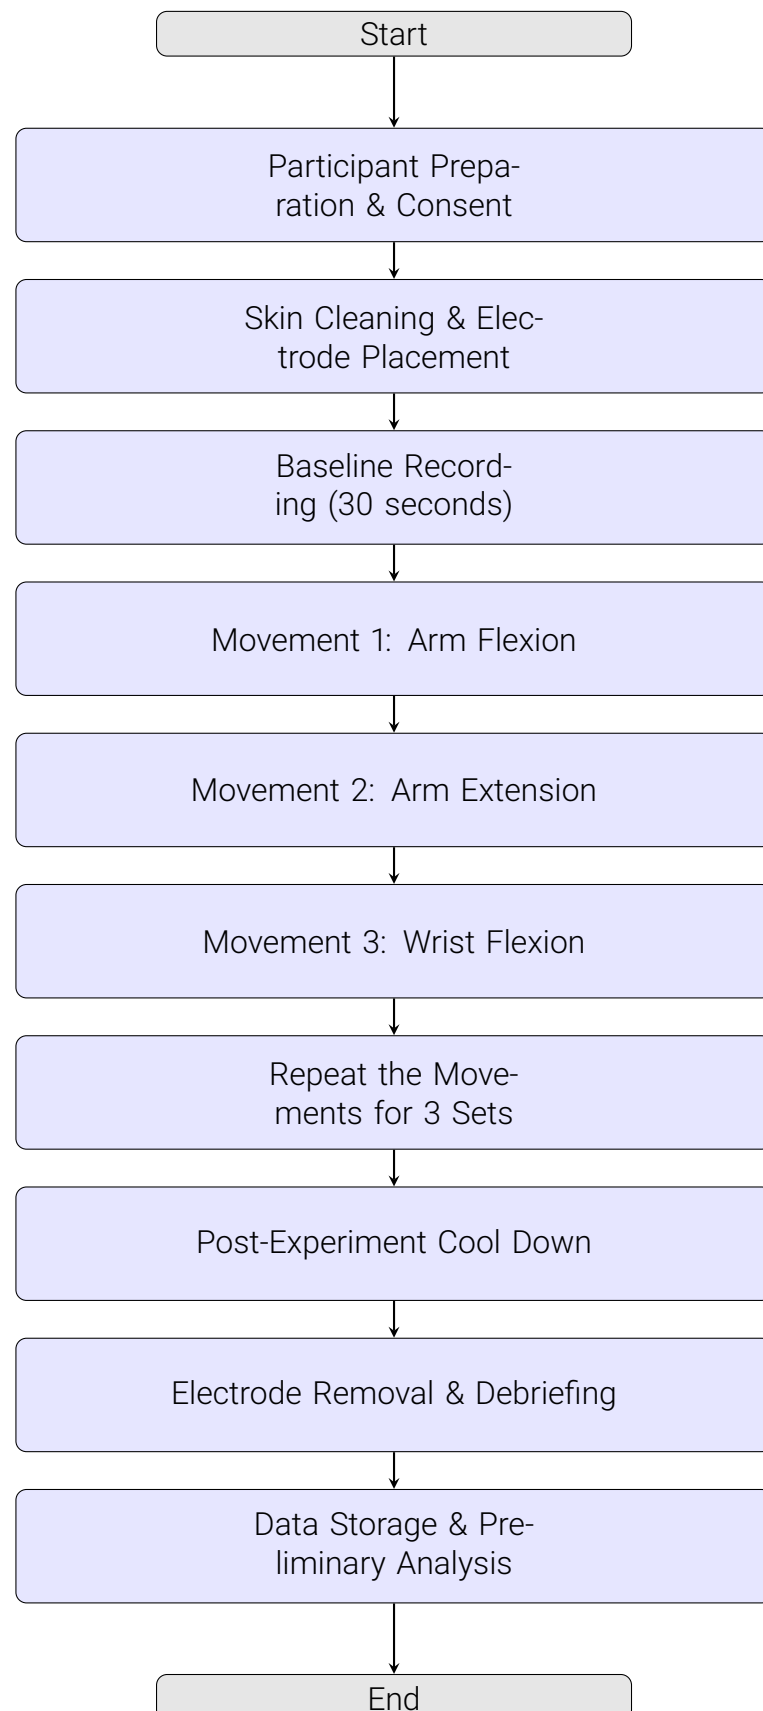 Start
Participant Prepa-
ration & Consent
Skin Cleaning & Elec-
trode Placement
Baseline Record-
ing (30 seconds)
Movement 1: Arm Flexion
Movement 2: Arm Extension
Movement 3: Wrist Flexion
Repeat the Move-
ments for 3 Sets
Post-Experiment Cool Down
Electrode Removal & Debriefing
Data Storage & Pre-
liminary Analysis
End